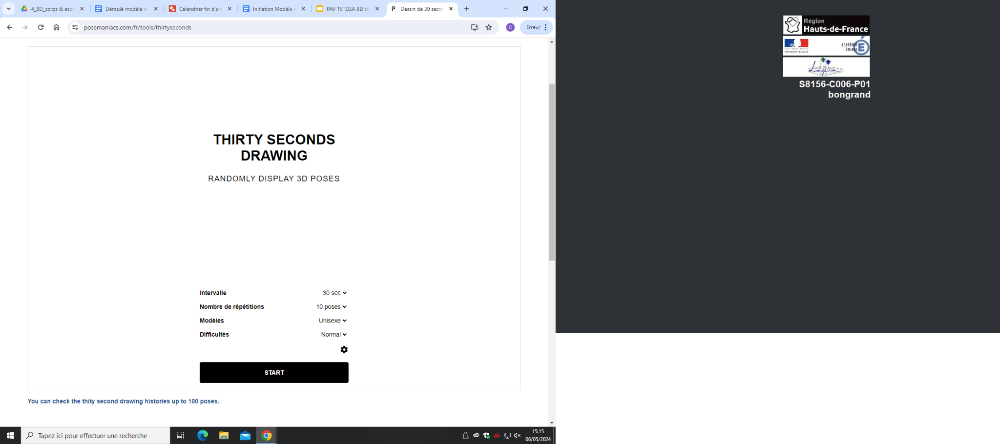 4_BD_corps & esp
Déroulé modèle vi
Calendrier fin d'an
Initiation Modèle
PAV 1STD2A BD di
Dessin de 30 secon
posemaniacs.com/fr/tools/thirtyseconds
C
Erreur
THIRTY SECONDS
DRAWING
RANDOMLY DISPLAY 3D POSES
Intervalle 30 sec
Nombre de répétitions 10 poses
Modèles Unisexe
Difficultés Normal
START
You can check the thity second drawing histories up to 100 poses.
Tapez ici pour effectuer une recherche
15:15
06/05/2024
Région
Hauts-de-France
académie
Amiens
É
RÉPUBLIQUE FRANÇAISE
Langevin
S8156-C006-P01
bongrand